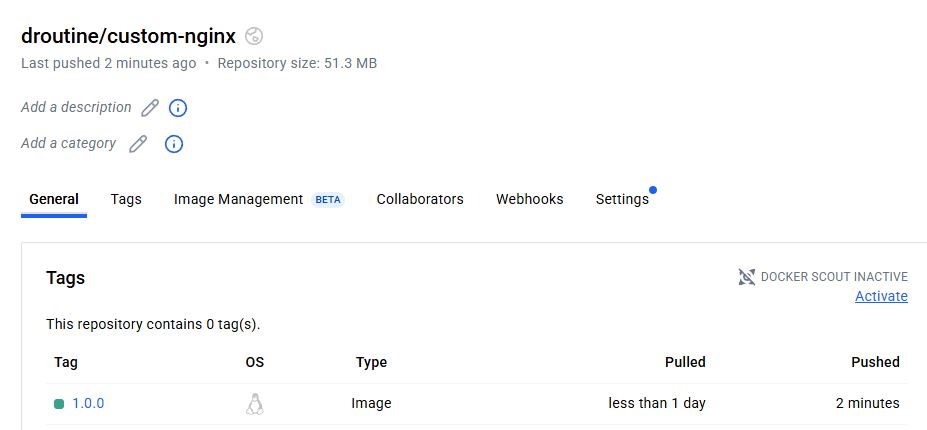 droutine/custom-nginx
Last pushed 2 minutes ago • Repository size: 51.3 MB
Add a description
Add a category
General Tags Image Management BETA Collaborators Webhooks Settings
Tags
DOCKER SCOUT INACTIVE
Activate
This repository contains 0 tag(s).
Tag OS Type Pulled Pushed
1.0.0 Image less than 1 day 2 minutes